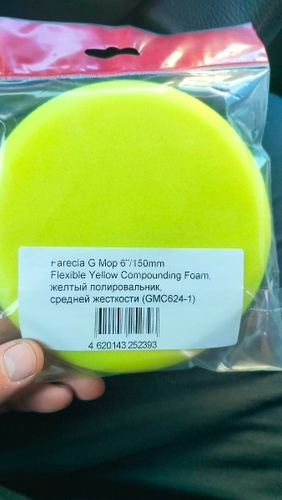 Farecla G Mop 6"/150mm
Flexible Yellow Compounding Foam,
желтый полировальник,
средней жесткости (GMC624-1)
4 620143 252393